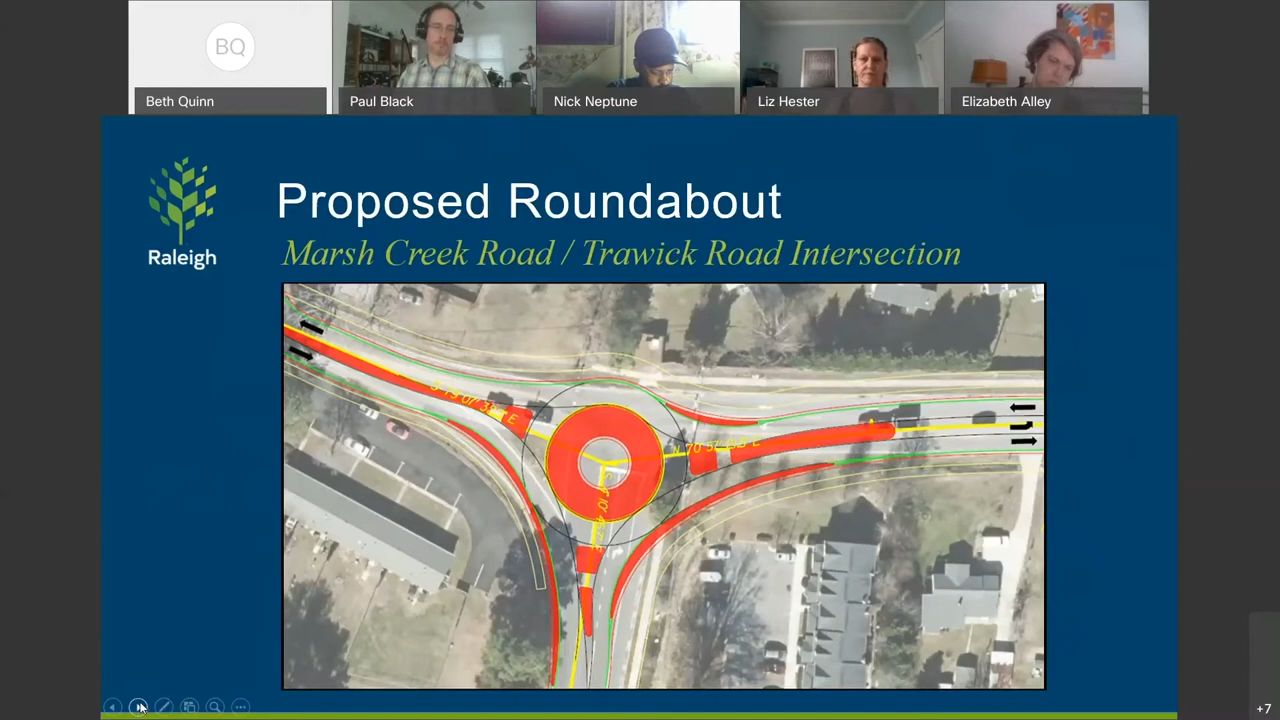 BQ
Beth Quinn
Paul Black
Nick Neptune
Liz Hester
Elizabeth Alley
Proposed Roundabout
Marsh Creek Road / Trawick Road Intersection
Raleigh
+7